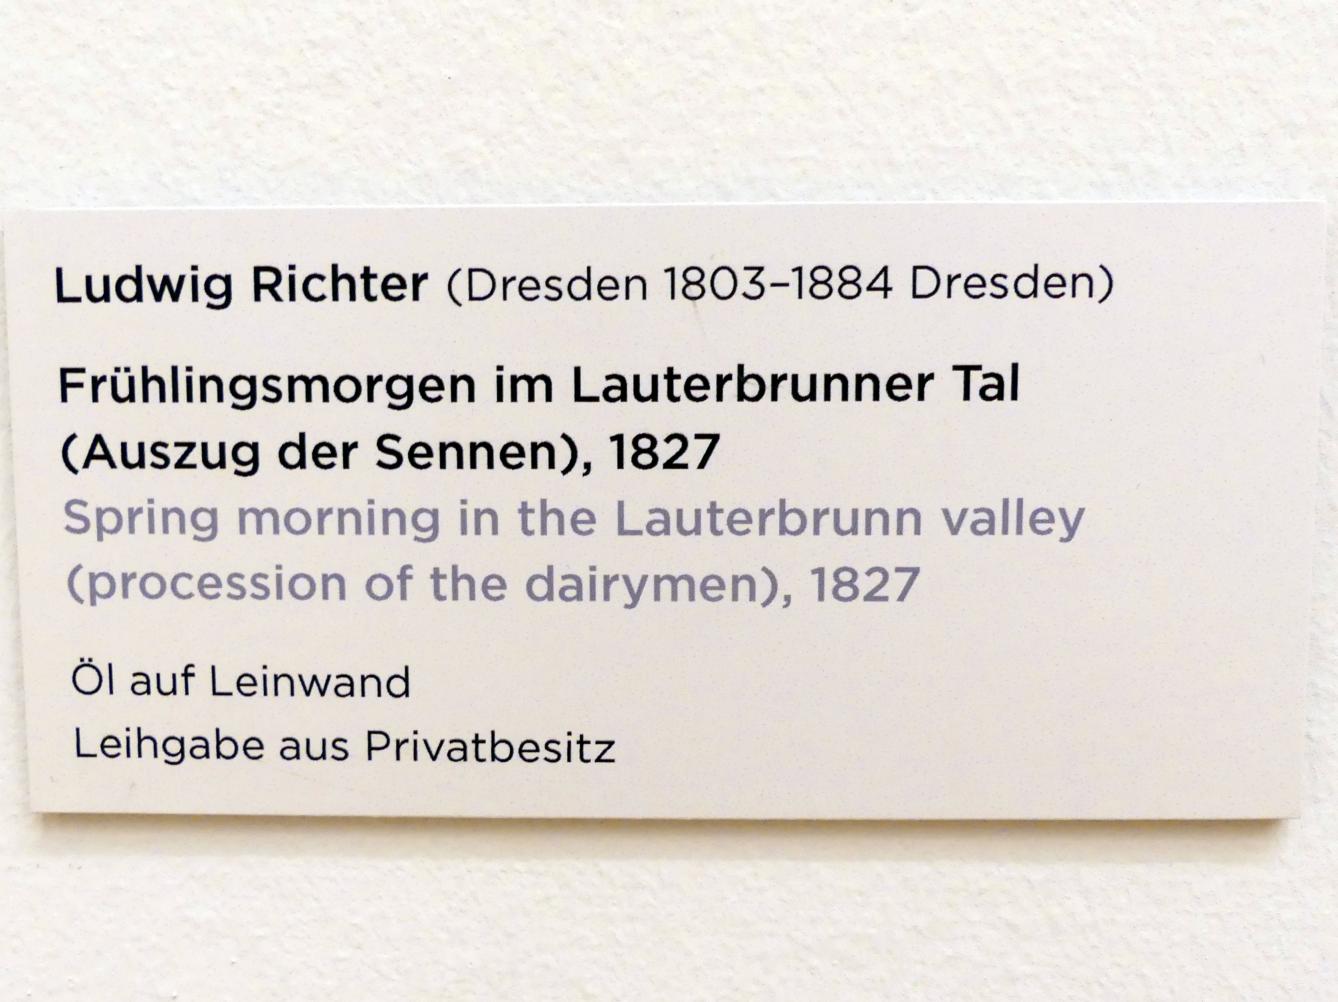 Ludwig Richter (Dresden 1803–1884 Dresden)
Frühlingsmorgen im Lauterbrunner Tal
(Auszug der Sennen), 1827
Spring morning in the Lauterbrunn valley
(procession of the dairymen), 1827
Öl auf Leinwand
Leihgabe aus Privatbesitz